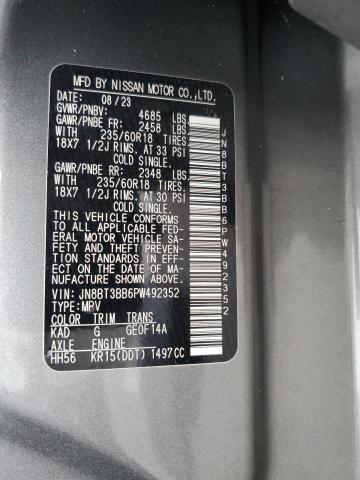 MFD BY NISSAN MOTOR CO.,LTD.
DATE: 08/23
GVWR/PNBV: 4685 LBS
GAWR/PNBE FR: 2458 LBS
WITH 235/60R18 TIRES.
18X7 1/2J RIMS. AT 33 PSI
COLD SINGLE.
GAWR/PNBE RR: 2348 LBS
WITH 235/60R18 TIRES.
18X7 1/2J RIMS. AT 30 PSI
COLD SINGLE.
THIS VEHICLE CONFORMS
TO ALL APPLICABLE FED-
ERAL MOTOR VEHICLE SA-
FETY AND THEFT PREVEN-
TION STANDARDS IN EFF-
ECT ON THE DATE OF MA-
NUFACTURE SHOWN ABOVE.
VIN: JN8BT3BB6PW492352
TYPE:MPV
COLOR TRIM TRANS
KAD G GE0F14A
AXLE ENGINE
HH56 KR15(DDT) 1497CC
JN8BT3BB6PW492352